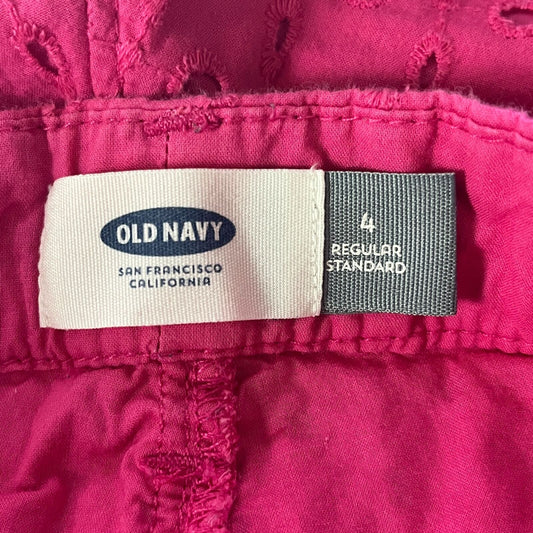 OLD NAVY
SAN FRANCISCO
CALIFORNIA
4
REGULAR
STANDARD